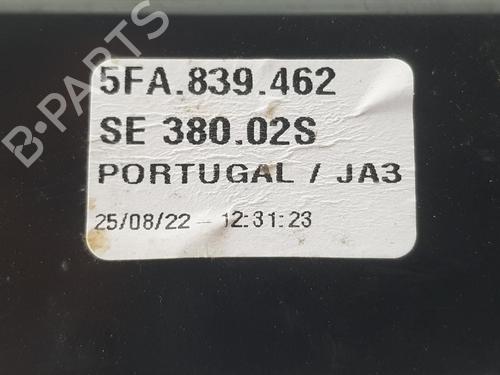 5FA.839.462
SE 380.02S
PORTUGAL / JA3
25/08/22 - 12:31:23
B-PARTS